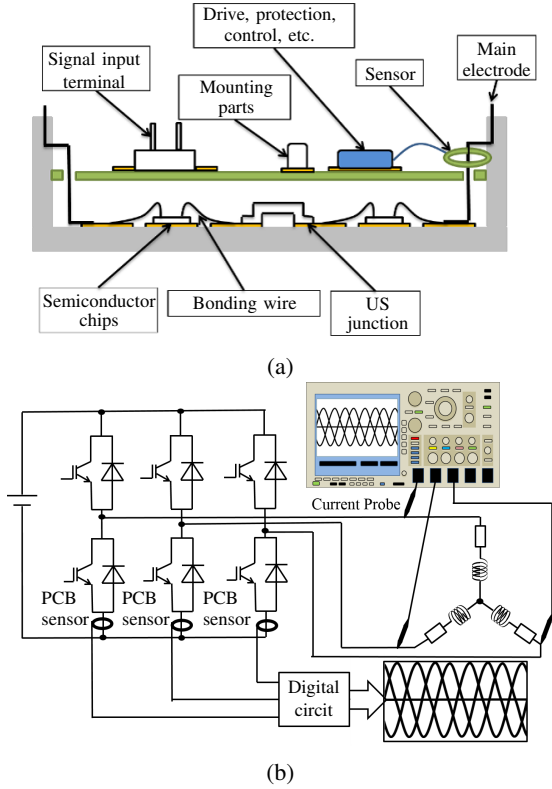 Drive, protection,
control, etc.
Main
electrode
Signal input
terminal
Sensor
Mounting
parts
Semiconductor
chips
Bonding wire
US
junction
(a)
Current Probe
PCB
sensor
PCB
sensor
PCB
sensor
Digital
circit
(b)